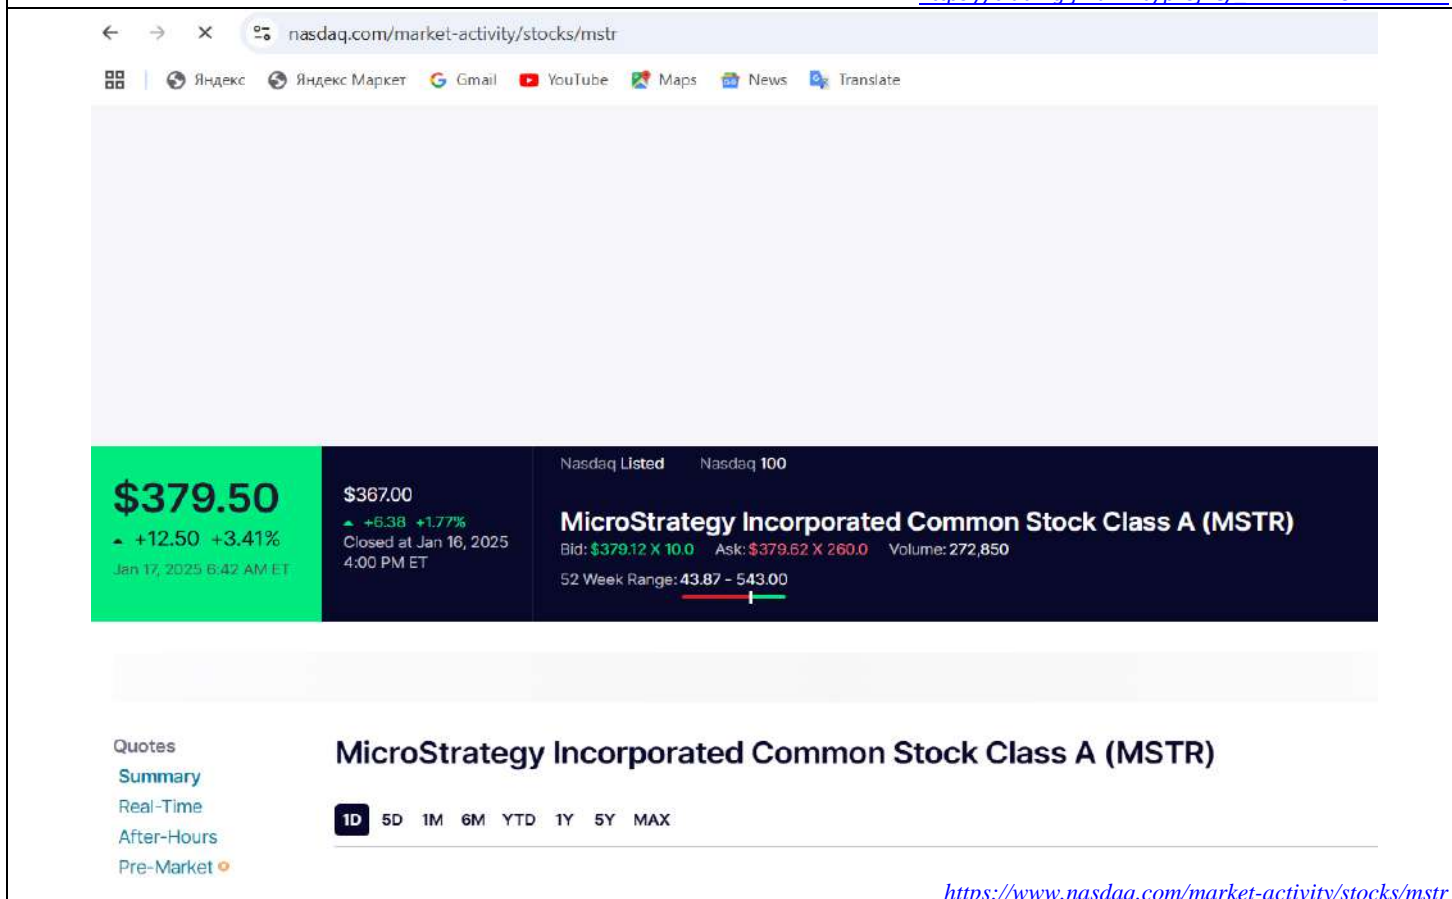 nasdaq.com/market-activity/stocks/mstr
Яндекс Яндекс Маркет Gmail YouTube Maps News Translate
Nasdaq Listed Nasdaq 100
$379.50
+12.50 +3.41%
Jan 17, 2025 6:42 AM ET
$367.00
+6.38 +1.77%
Closed at Jan 16, 2025
4:00 PM ET
MicroStrategy Incorporated Common Stock Class A (MSTR)
Bid: $379.12 X 10.0 Ask: $379.62 X 260.0 Volume: 272,850
52 Week Range: 43.87 - 543.00
Quotes
Summary
Real-Time
After-Hours
Pre-Market
MicroStrategy Incorporated Common Stock Class A (MSTR)
1D 5D 1M 6M YTD 1Y 5Y MAX
https://www.nasdaq.com/market-activity/stocks/mstr